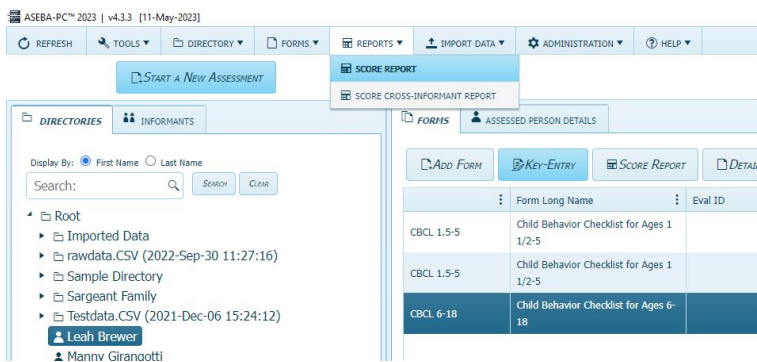 ASEBA-PC™ 2023 | v4.3.3 [11-May-2023]
REFRESH TOOLS ▼ DIRECTORY ▼ FORMS ▼ REPORTS ▼ IMPORT DATA ▼ ADMINISTRATION ▼ HELP ▼
SCORE REPORT
START A NEW ASSESSMENT
SCORE CROSS-INFORMANT REPORT
DIRECTORIES INFORMANTS
FORMS ASSESSED PERSON DETAILS
Display By: First Name Last Name
Search: SEARCH CLEAR
Root
Imported Data
rawdata.CSV (2022-Sep-30 11:27:16)
Sample Directory
Sargeant Family
Testdata.CSV (2021-Dec-06 15:24:12)
Leah Brewer
Manny Girangotti
ADD FORM KEY-ENTRY SCORE REPORT DETAI
Form Long Name Eval ID
CBCL 1.5-5 Child Behavior Checklist for Ages 1
1/2-5
CBCL 1.5-5 Child Behavior Checklist for Ages 1
1/2-5
CBCL 6-18 Child Behavior Checklist for Ages 6-
18